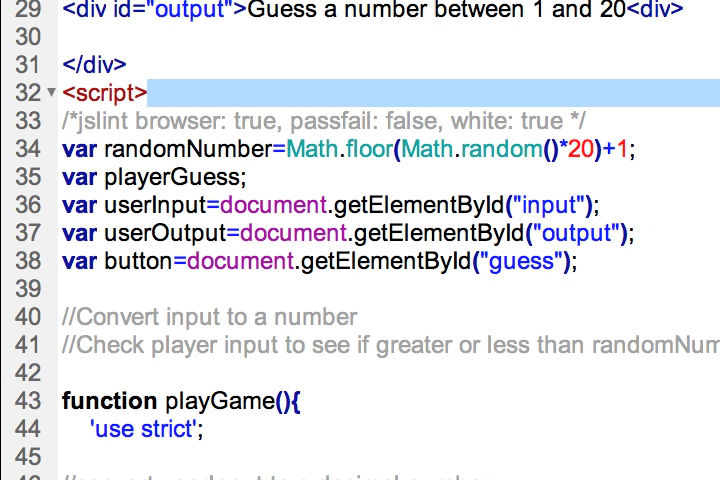 29 <div id="output">Guess a number between 1 and 20<div>
30
31 </div>
32 <script>
33 /*jslint browser: true, passfail: false, white: true */
34 var randomNumber=Math.floor(Math.random()*20)+1;
35 var playerGuess;
36 var userInput=document.getElementById("input");
37 var userOutput=document.getElementById("output");
38 var button=document.getElementById("guess");
39
40 //Convert input to a number
41 //Check player input to see if greater or less than randomNum
42
43 function playGame(){
44 'use strict';
45